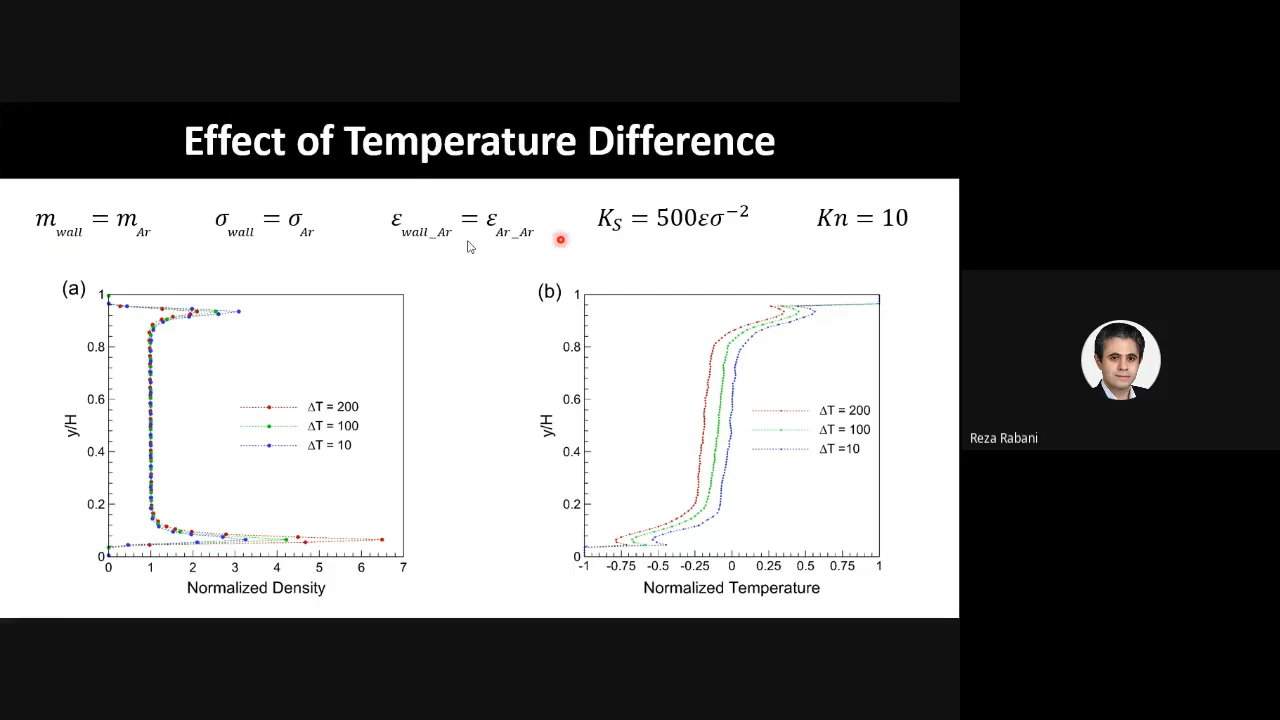 Effect of Temperature Difference
m_wall = m_Ar
σ_wall = σ_Ar
ε_wall_Ar = ε_Ar_Ar
K_S = 500εσ⁻²
Kn = 10
(a)
1
0.8
0.6
0.4
0.2
0
y/H
ΔT = 200
ΔT = 100
ΔT = 10
0 1 2 3 4 5 6 7
Normalized Density
(b)
1
0.8
0.6
0.4
0.2
0
y/H
ΔT = 200
ΔT = 100
ΔT =10
-1 -0.75 -0.5 -0.25 0 0.25 0.5 0.75 1
Normalized Temperature
Reza Rabani